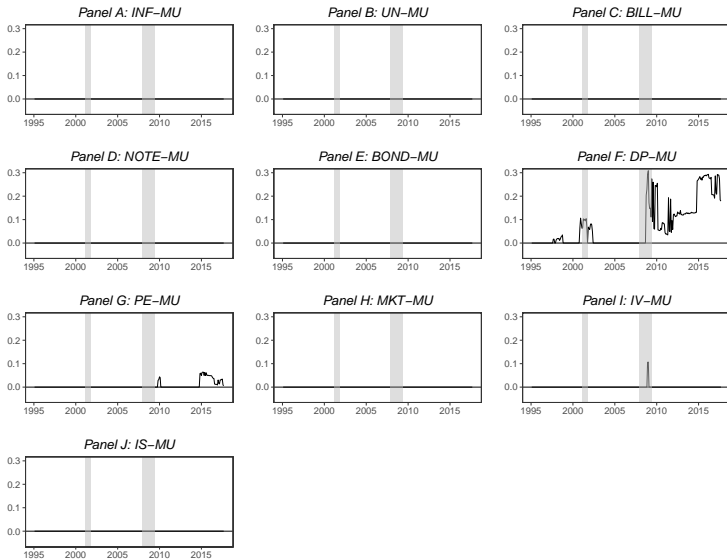 Panel A: INF−MU Panel B: UN−MU Panel C: BILL−MU
0.3 0.3 0.3
0.2 0.2 0.2
0.1 0.1 0.1
0.0 0.0 0.0
1995 2000 2005 2010 2015 1995 2000 2005 2010 2015 1995 2000 2005 2010 2015
Panel D: NOTE−MU Panel E: BOND−MU Panel F: DP−MU
0.3 0.3 0.3
0.2 0.2 0.2
0.1 0.1 0.1
0.0 0.0 0.0
1995 2000 2005 2010 2015 1995 2000 2005 2010 2015 1995 2000 2005 2010 2015
Panel G: PE−MU Panel H: MKT−MU Panel I: IV−MU
0.3 0.3 0.3
0.2 0.2 0.2
0.1 0.1 0.1
0.0 0.0 0.0
1995 2000 2005 2010 2015 1995 2000 2005 2010 2015 1995 2000 2005 2010 2015
Panel J: IS−MU
0.3
0.2
0.1
0.0
1995 2000 2005 2010 2015